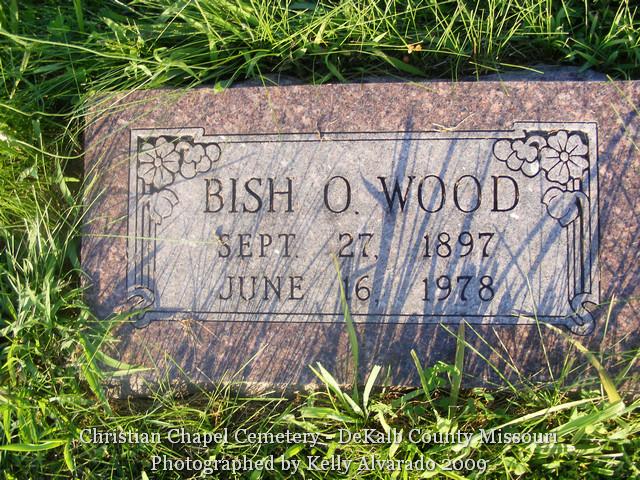 BISH O. WOOD
SEPT. 27, 1897
JUNE 16, 1978
Christian Chapel Cemetery - DeKalb County Missouri
Photographed by Kelly Alvarado 2009